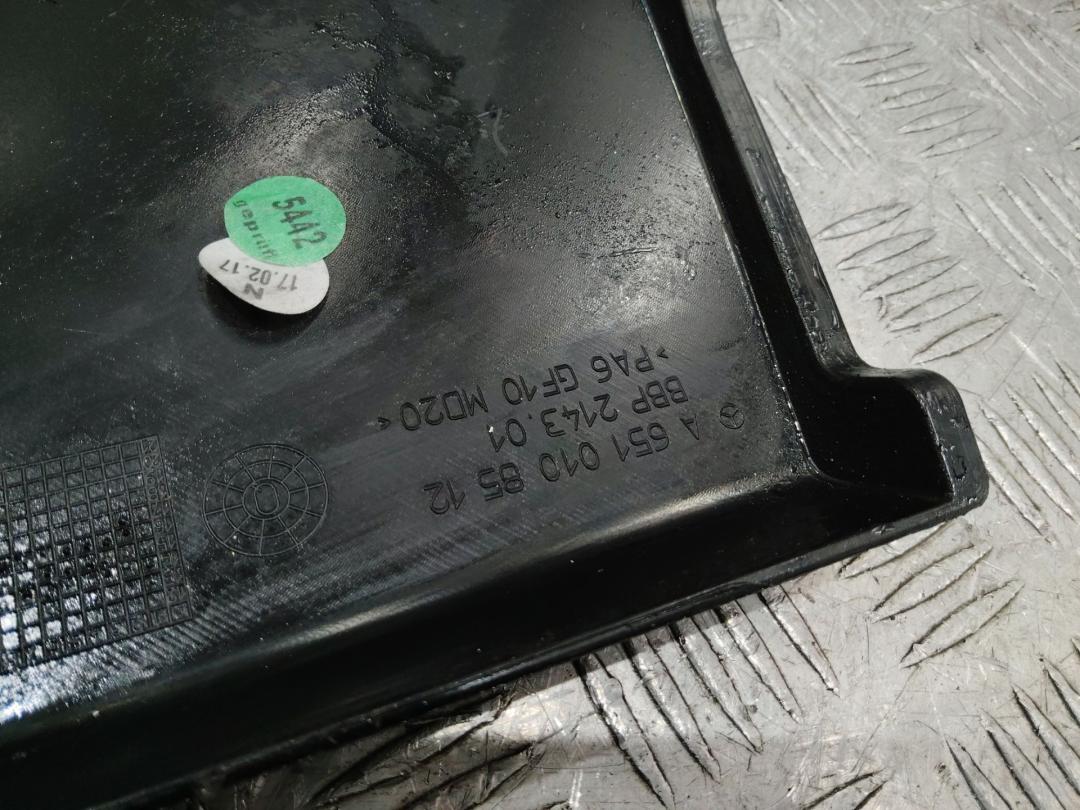 A 651 010 85 12
BBP 2143.01
>PA6 GF10 MD20<
5442
geprüft
17.02.17
N